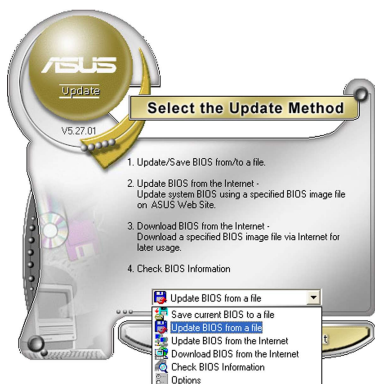 ASUS
Update
V5.27.01
Select the Update Method
1. Update/Save BIOS from/to a file.
2. Update BIOS from the Internet -
Update system BIOS using a specified BIOS image file
on ASUS Web Site.
3. Download BIOS from the Internet -
Download a specified BIOS image file via Internet for
later usage.
4. Check BIOS Information
Update BIOS from a file
Save current BIOS to a file
Update BIOS from a file
Update BIOS from the Internet
Download BIOS from the Internet
Check BIOS Information
Options